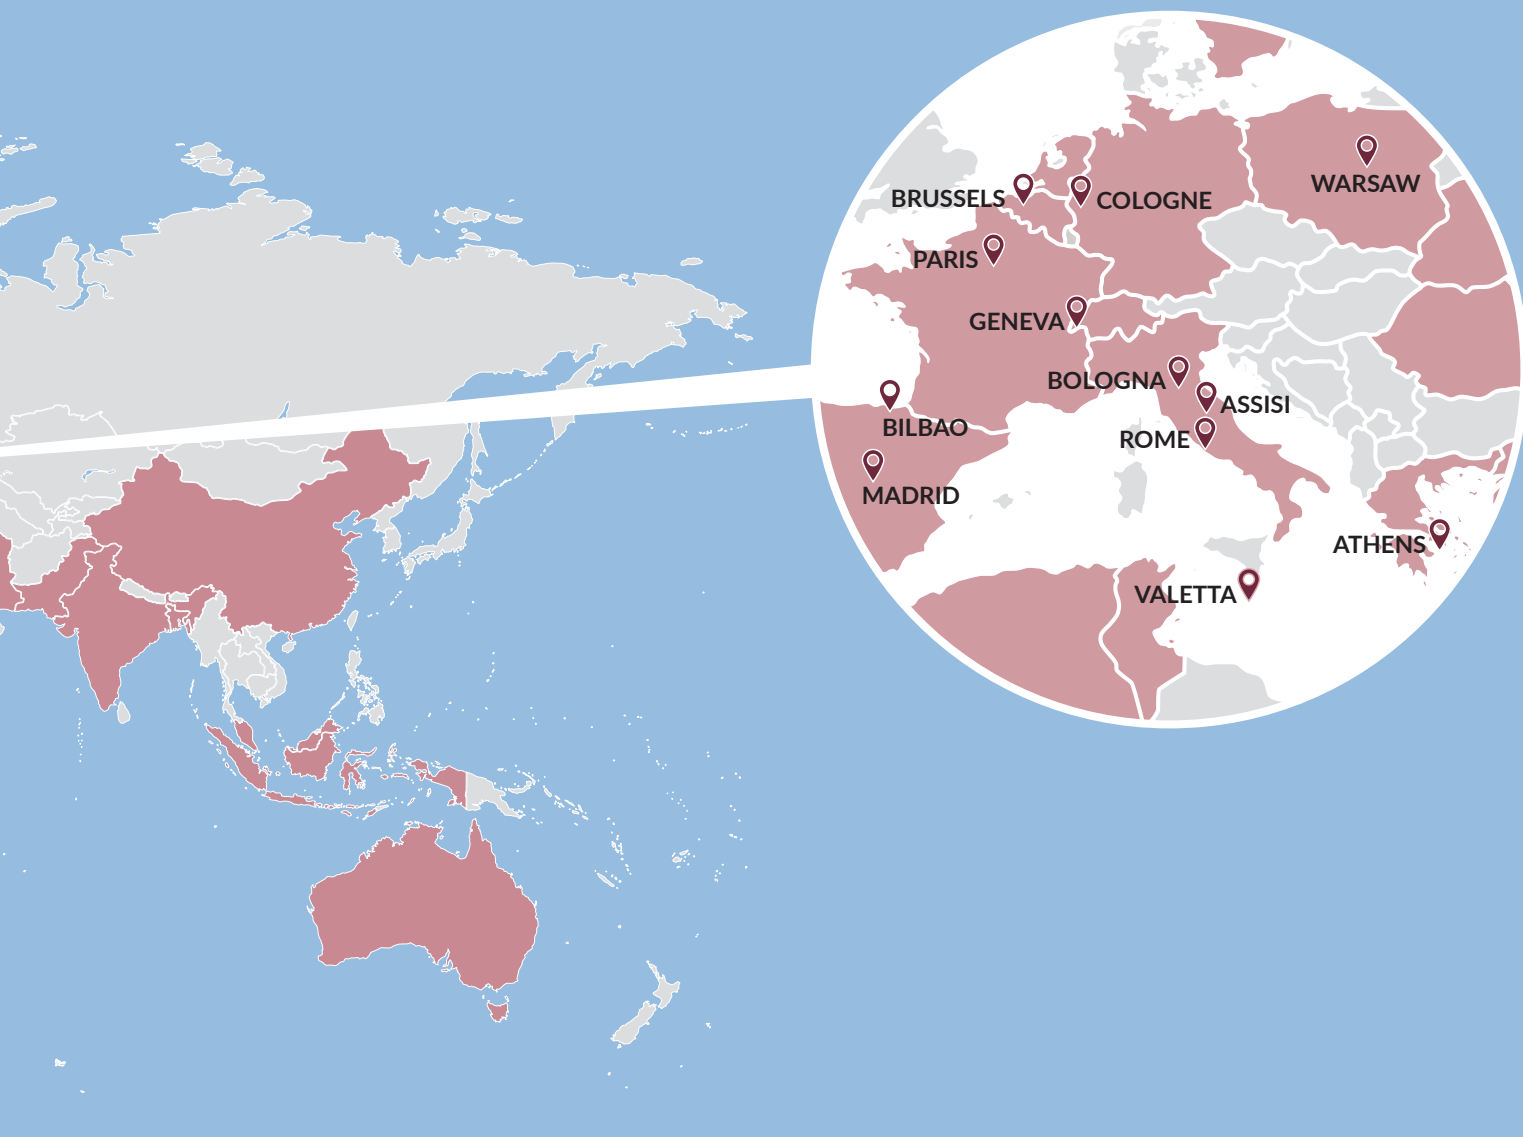 WARSAW
BRUSSELS
COLOGNE
PARIS
GENEVA
BOLOGNA
ASSISI
BILBAO
ROME
MADRID
ATHENS
VALETTA